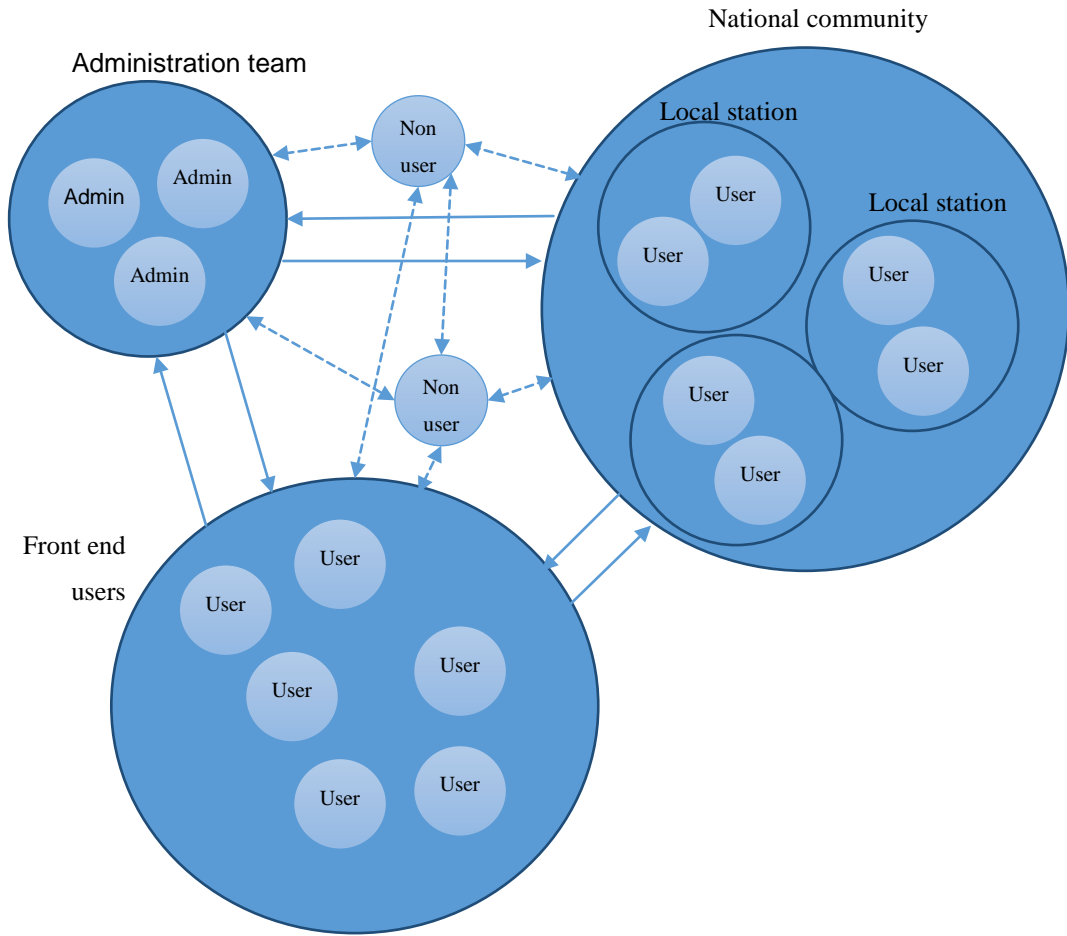 National community
Administration team
Local station
Non
user
Admin
Admin
Admin
User
User
Local station
User
User
User
User
Non
user
Front end
users
User
User
User
User
User
User